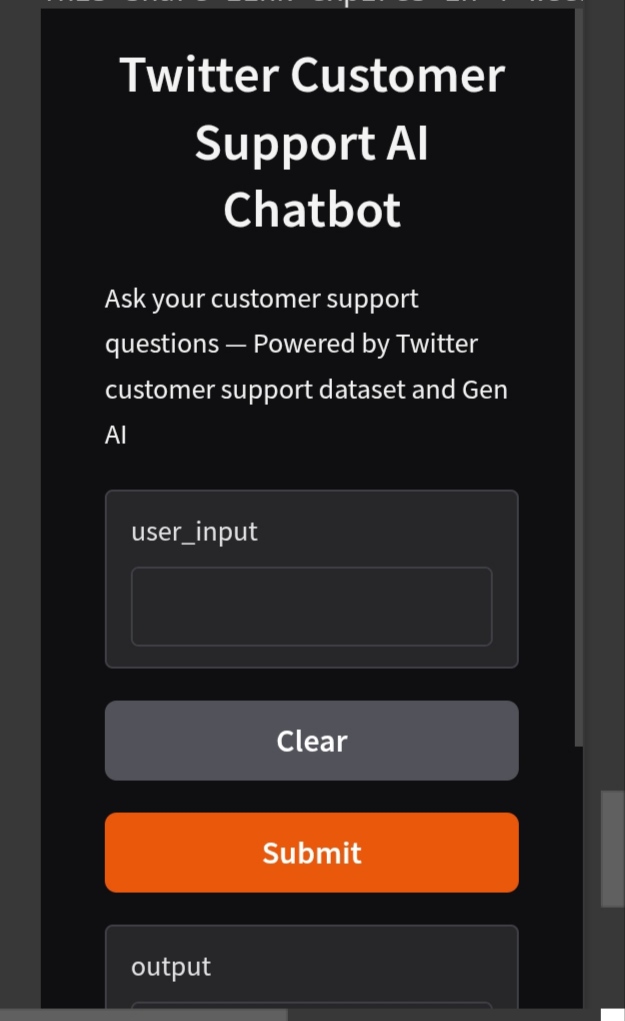 Twitter Customer
Support AI
Chatbot
Ask your customer support
questions — Powered by Twitter
customer support dataset and Gen
AI
user_input
Clear
Submit
output